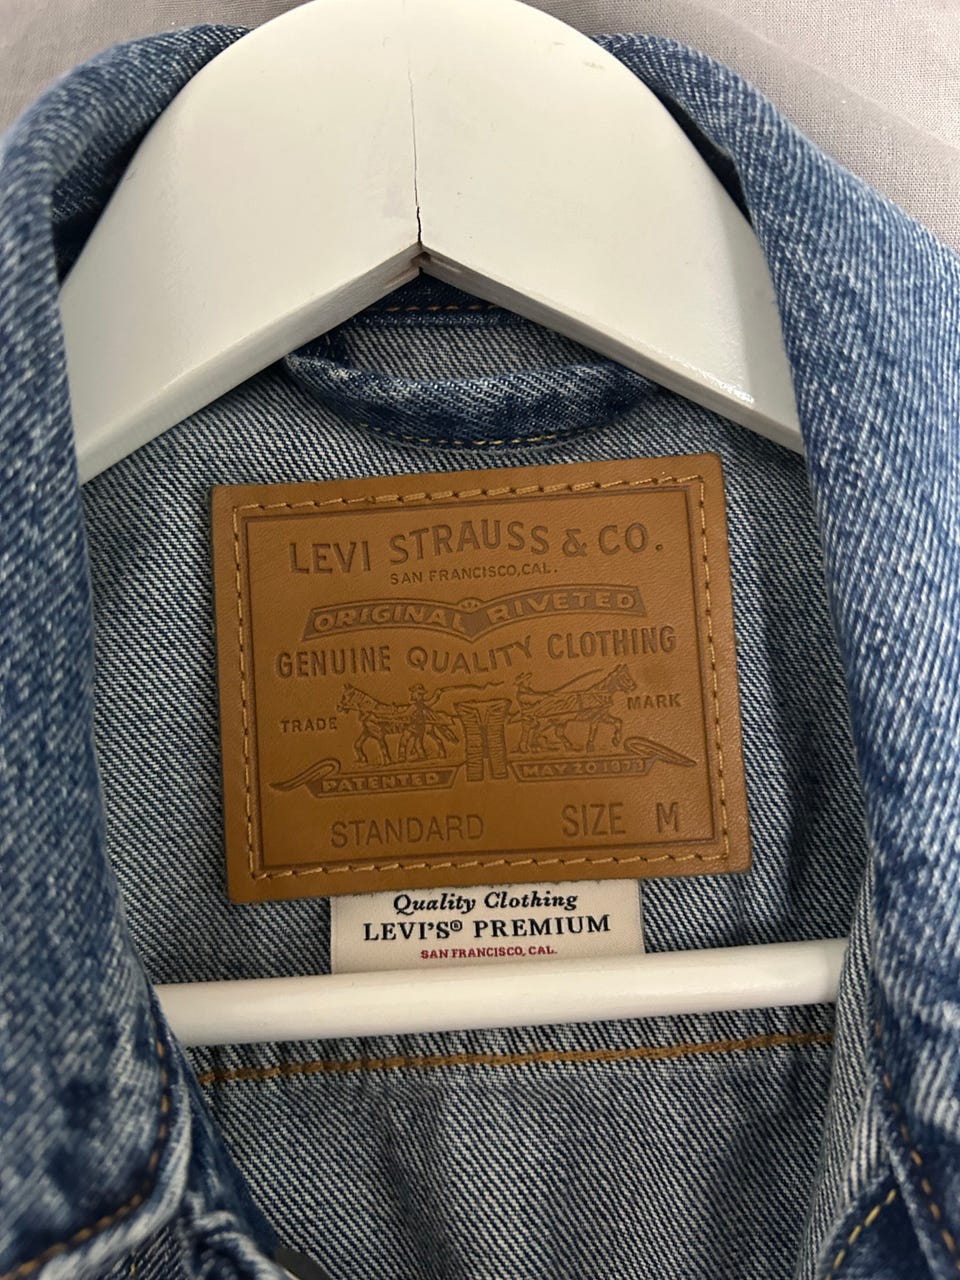 LEVI STRAUSS & CO.
SAN FRANCISCO, CAL.
ORIGINAL RIVETED
GENUINE QUALITY CLOTHING
TRADE MARK
PATENTED MAY 20 1873
STANDARD SIZE M
Quality Clothing
LEVI'S® PREMIUM
SAN FRANCISCO, CAL.